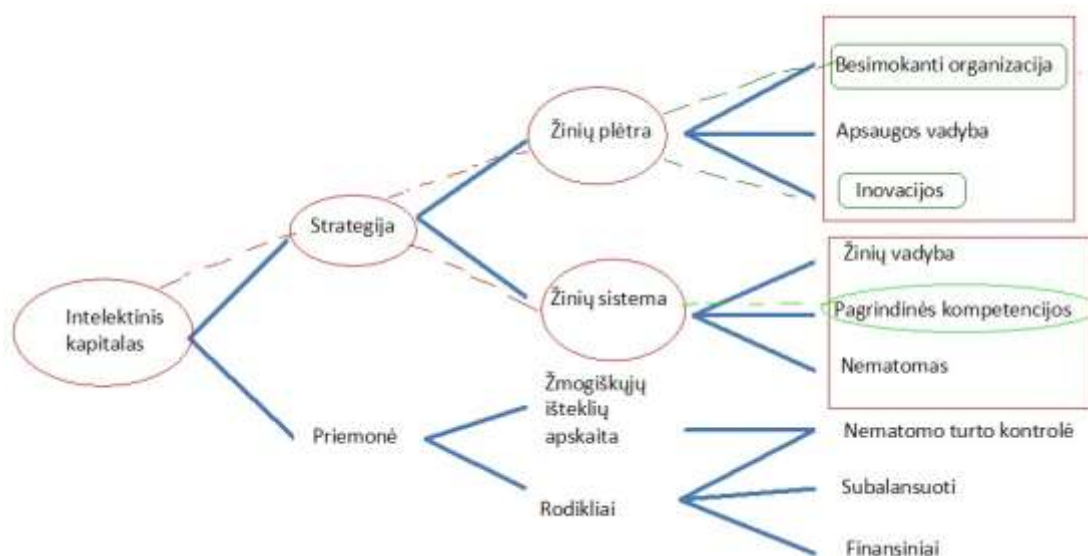 Besimokanti organizacija
Žinių plėtra
Apsaugos vadyba
Inovacijos
Strategija
Žinių vadyba
Žinių sistema
Pagrindinės kompetencijos
Intelektinis
kapitalas
Nematomas
Žmogiškųjų
išteklių
apskaita
Priemonė
Nematomo turto kontrolė
Subalansuoti
Rodikliai
Finansiniai